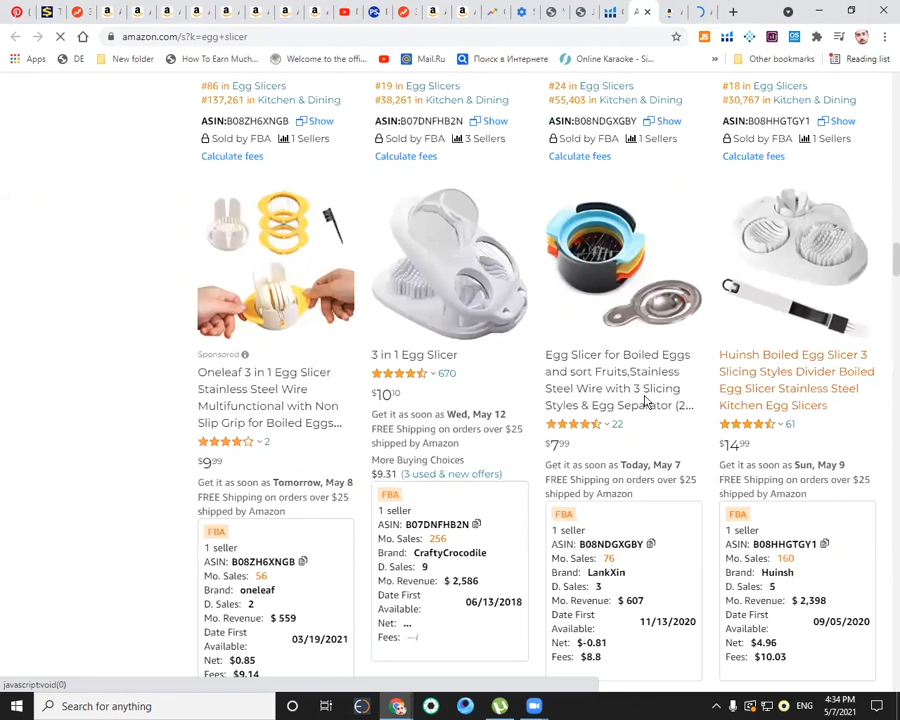 amazon.com/s?k=egg+slicer
Apps
DE
New folder
How To Earn Much...
Welcome to the offi...
Mail.Ru
Поиск в Интернете
Online Karaoke - Si...
»
Other bookmarks
Reading list
#86 in Egg Slicers
#137,261 in Kitchen & Dining
ASIN:B08ZH6XNGB Show
Sold by FBA 1 Sellers
Calculate fees
#19 in Egg Slicers
#38,261 in Kitchen & Dining
ASIN:B07DNFHB2N Show
Sold by FBA 3 Sellers
Calculate fees
#24 in Egg Slicers
#55,403 in Kitchen & Dining
ASIN:B08NDGXGBY Show
Sold by FBA 1 Sellers
Calculate fees
#18 in Egg Slicers
#30,767 in Kitchen & Dining
ASIN:B08HHGTGY1 Show
Sold by FBA 1 Sellers
Calculate fees
Sponsored
Oneleaf 3 in 1 Egg Slicer
Stainless Steel Wire
Multifunctional with Non
Slip Grip for Boiled Eggs...
2
$9.99
Get it as soon as Tomorrow, May 8
FREE Shipping on orders over $25
shipped by Amazon
FBA
1 seller
ASIN: B08ZH6XNGB
Mo. Sales: 56
Brand: oneleaf
D. Sales: 2
Mo. Revenue: $ 559
Date First
Available: 03/19/2021
Net: $0.85
Fees: $9.14
3 in 1 Egg Slicer
670
$10.10
Get it as soon as Wed, May 12
FREE Shipping on orders over $25
shipped by Amazon
More Buying Choices
$9.31 (3 used & new offers)
FBA
1 seller
ASIN: B07DNFHB2N
Mo. Sales: 256
Brand: CraftyCrocodile
D. Sales: 9
Mo. Revenue: $ 2,586
Date First
Available: 06/13/2018
Net: ...
Fees: ---i
Egg Slicer for Boiled Eggs
and sort Fruits,Stainless
Steel Wire with 3 Slicing
Styles & Egg Separator (2...
22
$7.99
Get it as soon as Today, May 7
FREE Shipping on orders over $25
shipped by Amazon
FBA
1 seller
ASIN: B08NDGXGBY
Mo. Sales: 76
Brand: LankXin
D. Sales: 3
Mo. Revenue: $ 607
Date First
Available: 11/13/2020
Net: $-0.81
Fees: $8.8
Huinsh Boiled Egg Slicer 3
Slicing Styles Divider Boiled
Egg Slicer Stainless Steel
Kitchen Egg Slicers
61
$14.99
Get it as soon as Sun, May 9
FREE Shipping on orders over $25
shipped by Amazon
FBA
1 seller
ASIN: B08HHGTGY1
Mo. Sales: 160
Brand: Huinsh
D. Sales: 5
Mo. Revenue: $ 2,398
Date First
Available: 09/05/2020
Net: $4.96
Fees: $10.03
javascript:void(0)
Type here to search
ENG
4:34 PM
5/7/2021